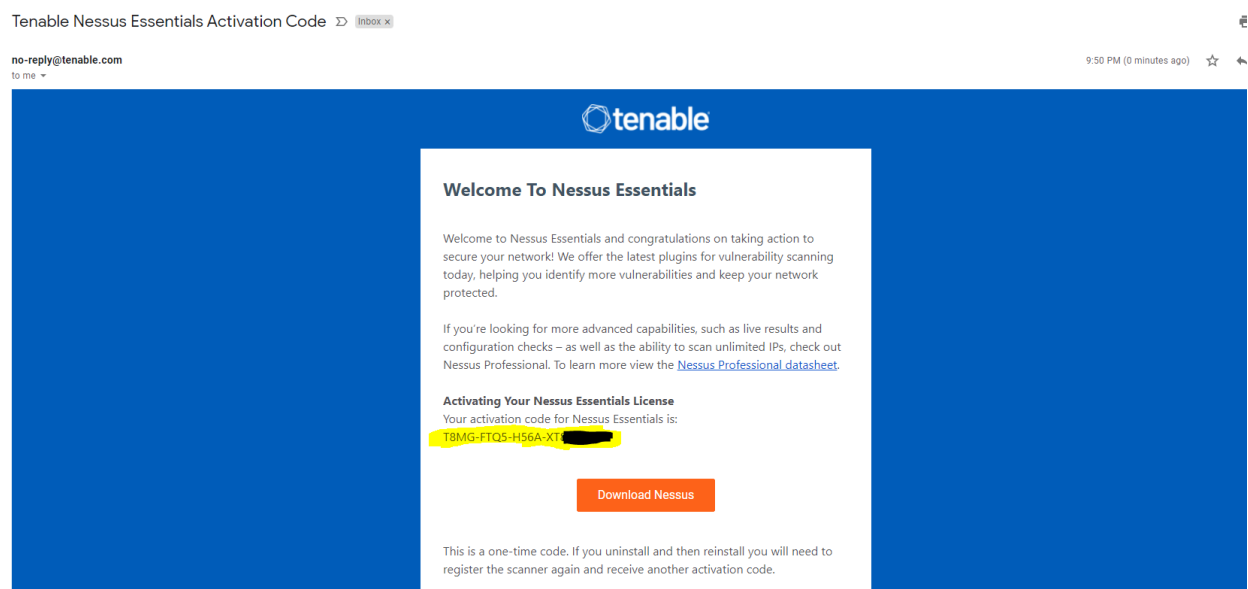 Tenable Nessus Essentials Activation Code Inbox x
no-reply@tenable.com 9:50 PM (0 minutes ago)
to me
tenable
Welcome To Nessus Essentials
Welcome to Nessus Essentials and congratulations on taking action to
secure your network! We offer the latest plugins for vulnerability scanning
today, helping you identify more vulnerabilities and keep your network
protected.
If you're looking for more advanced capabilities, such as live results and
configuration checks – as well as the ability to scan unlimited IPs, check out
Nessus Professional. To learn more view the Nessus Professional datasheet.
Activating Your Nessus Essentials License
Your activation code for Nessus Essentials is:
T8MG-FTQ5-H56A-XT
Download Nessus
This is a one-time code. If you uninstall and then reinstall you will need to
register the scanner again and receive another activation code.